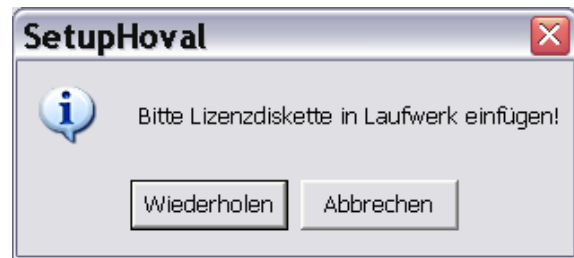 SetupHoval
Bitte Lizenzdiskette in Laufwerk einfügen!
Wiederholen
Abbrechen